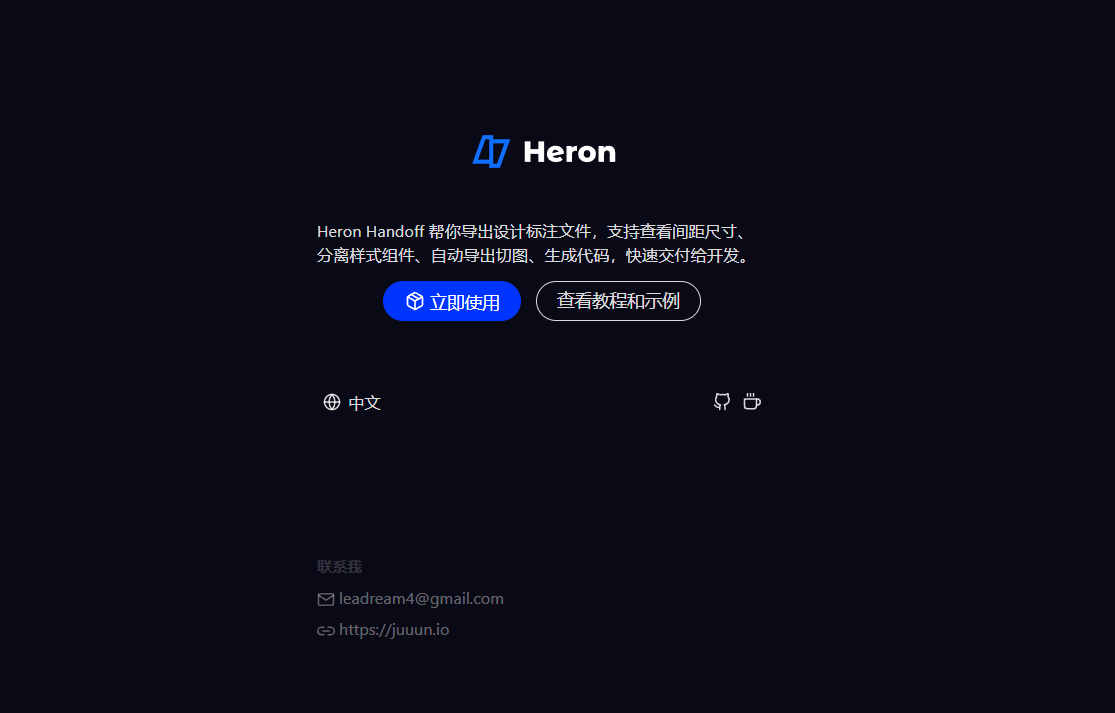 Heron
Heron Handoff 帮你导出设计标注文件，支持查看间距尺寸、
分离样式组件、自动导出切图、生成代码，快速交付给开发。
立即使用
查看教程和示例
中文
联系我
leadream4@gmail.com
https://juuun.io